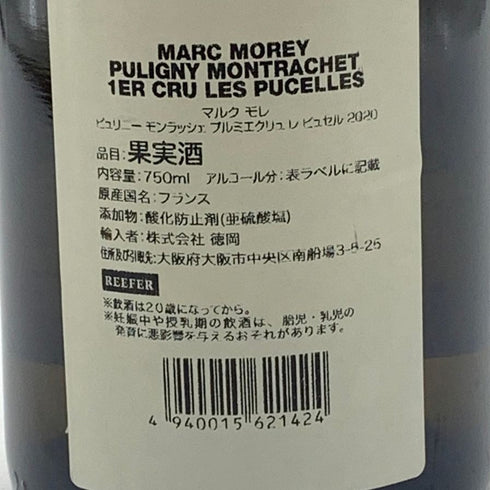 MARC MOREY
PULIGNY MONTRACHET
1ER CRU LES PUCELLES
マルク モレ
ピュリニー モンラッシェ プルミエクリュ レ ピュセル 2020
品目:果実酒
内容量:750ml アルコール分:表ラベルに記載
原産国名:フランス
添加物:酸化防止剤(亜硫酸塩)
輸入者:株式会社 徳岡
住所及び引取先:大阪府大阪市中央区南船場3-5-25
REEFER
※飲酒は20歳になってから。
※妊娠中や授乳期の飲酒は、胎児・乳児の
発育に悪影響を与えるおそれがあります。
4 940015 621424